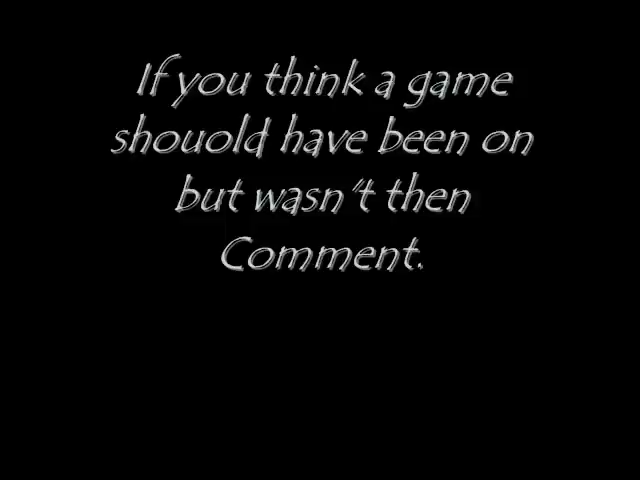 If you think a game
shouold have been on
but wasn't then
Comment.